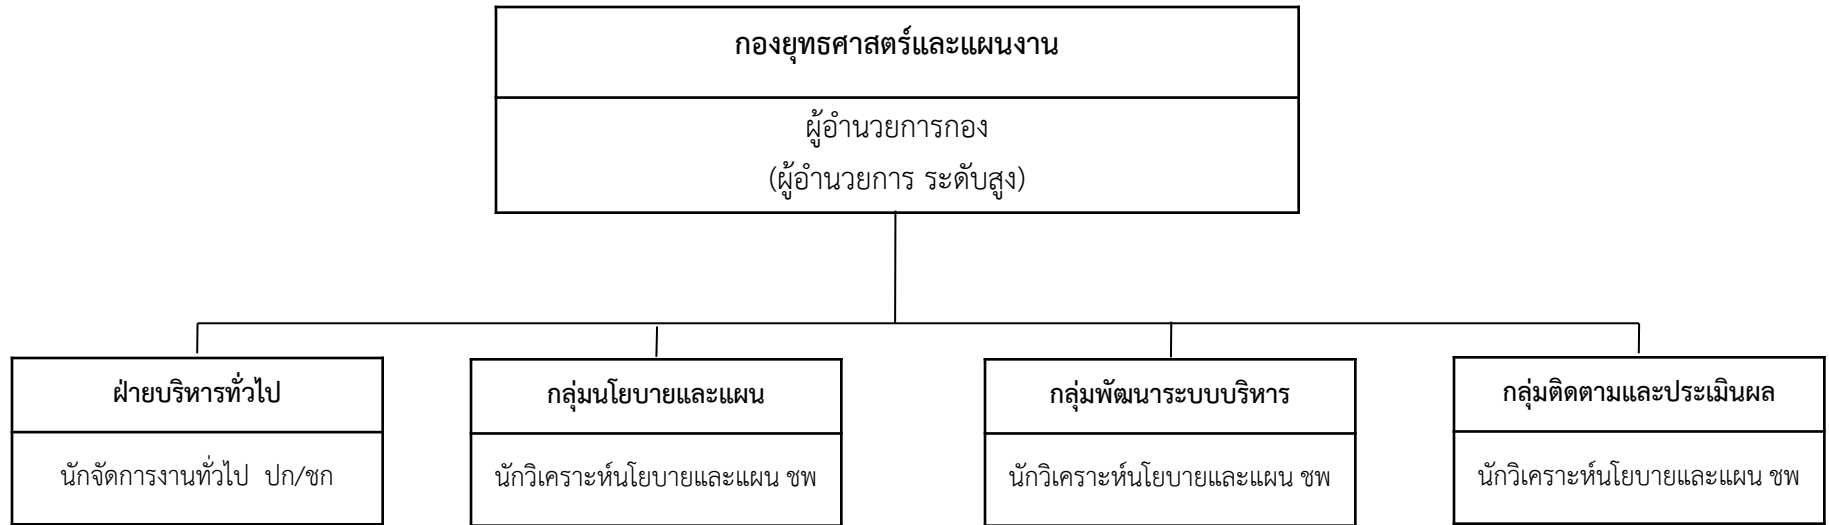 กองยุทธศาสตร์และแผนงาน
ผู้อำนวยการกอง
(ผู้อำนวยการ ระดับสูง)
ฝ่ายบริหารทั่วไป
นักจัดการงานทั่วไป ปก/ชก
กลุ่มนโยบายและแผน
นักวิเคราะห์นโยบายและแผน ชพ
กลุ่มพัฒนาระบบบริหาร
นักวิเคราะห์นโยบายและแผน ชพ
กลุ่มติดตามและประเมินผล
นักวิเคราะห์นโยบายและแผน ชพ